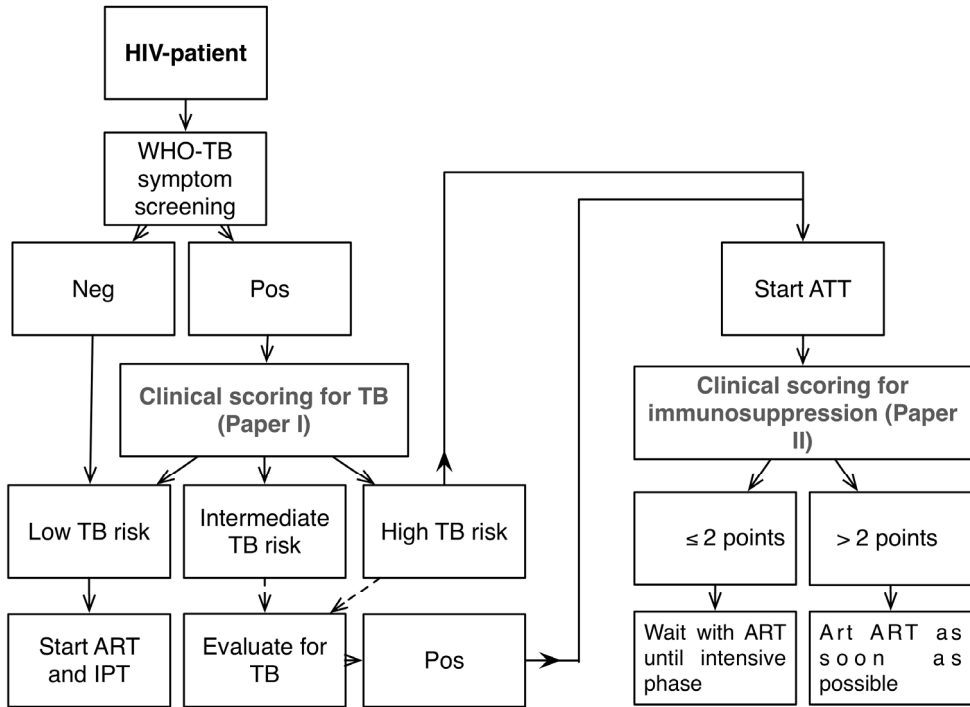 HIV-patient
WHO-TB
symptom
screening
Neg
Pos
Start ATT
Clinical scoring for TB
(Paper I)
Clinical scoring for
immunosuppression (Paper
II)
Low TB risk
Intermediate
TB risk
High TB risk
≤ 2 points
> 2 points
Start ART
and IPT
Evaluate for
TB
Pos
Wait with ART
until intensive
phase
Art ART as
soon as
possible